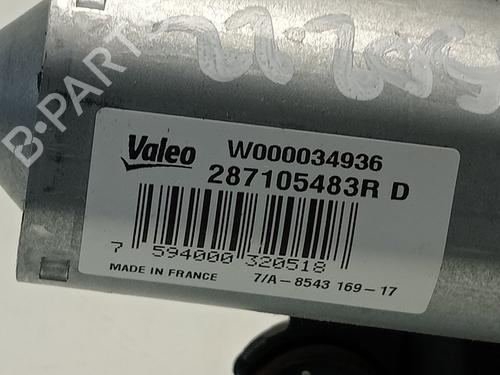 B-PART
Valeo W000034936
287105483R D
7 594000 320518
MADE IN FRANCE 7/A-8543 169-17